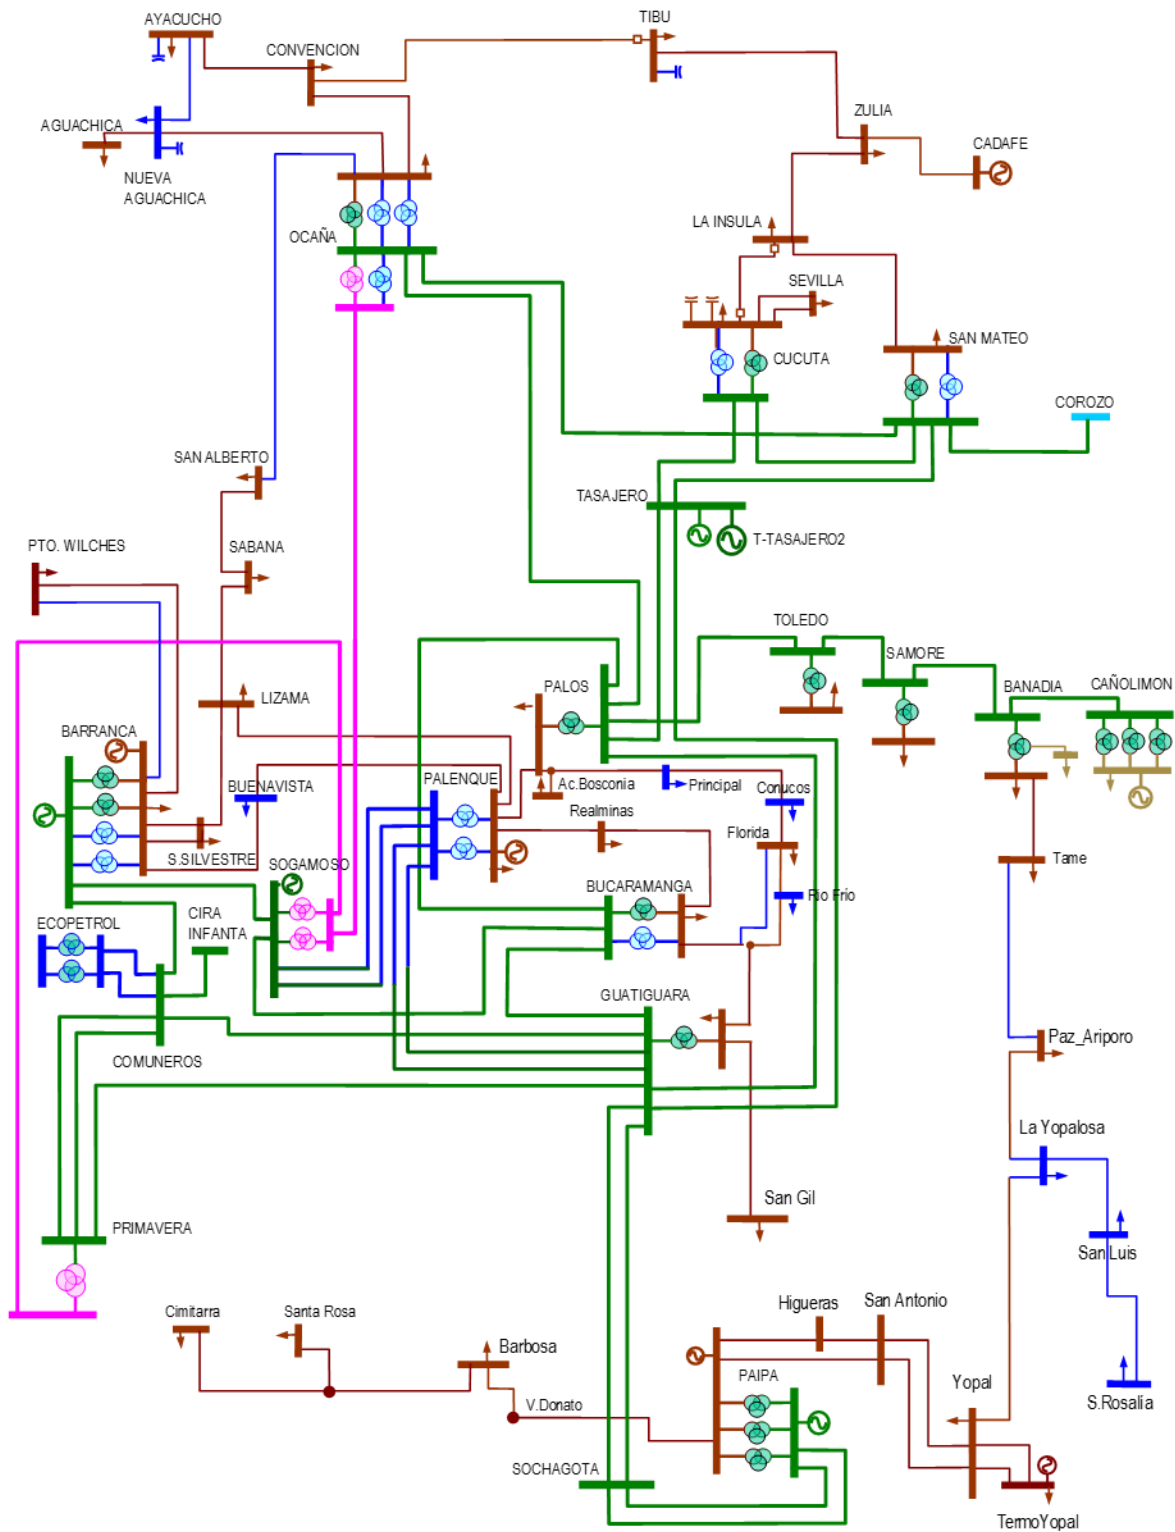 AYACUCHO
TIBU
CONVENCION
ZULIA
AGUACHICA
CADAFE
NUEVA
AGUACHICA
LA INSULA
OCAÑA
SEVILLA
SAN MATEO
CUCUTA
COROZO
SAN ALBERTO
TASAJERO
T-TASAJERO2
PTO. WILCHES
SABANA
TOLEDO
SAMORE
PALOS
BANADIA
CAÑOLIMON
LIZAMA
BARRANCA
PALENQUE
BUENAVISTA
Ac.Bosconia
Principal
Conucos
Realminas
Florida
S.SILVESTRE
SOGAMOSO
Tame
BUCARAMANGA
Rio Frio
CIRA
INFANTA
ECOPETROL
GUATIGUARA
Paz_Ariporo
COMUNEROS
La Yopalosa
San Gil
PRIMAVERA
San Luis
Higueras
San Antonio
Cimitarra
Santa Rosa
Barbosa
PAIPA
Yopal
S.Rosalia
V.Donato
SOCHAGOTA
TermoYopal